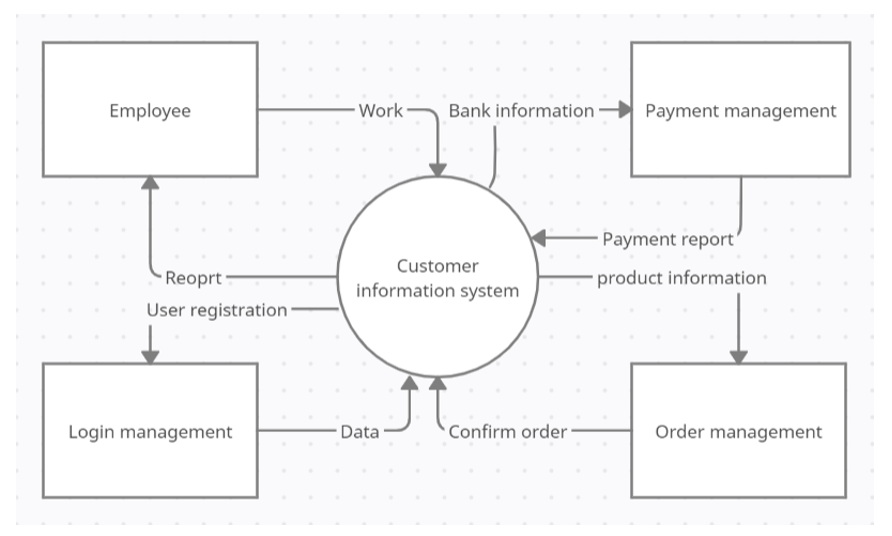 Employee
Work
Bank information
Payment management
Payment report
Customer
information system
Reoprt
product information
User registration
Login management
Data
Confirm order
Order management